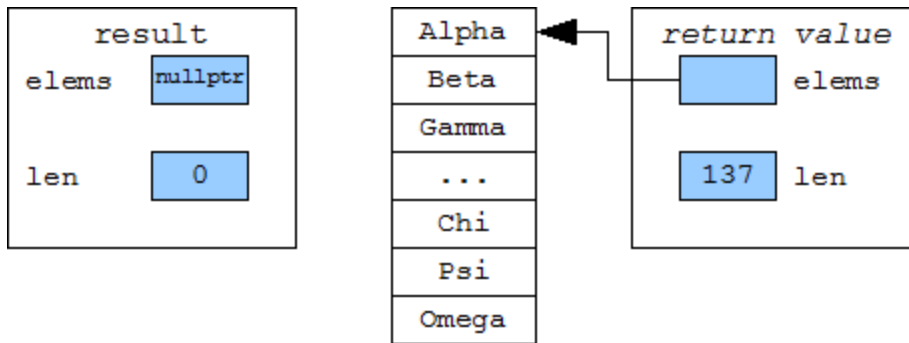 result
elems nullptr
len 0
Alpha
Beta
Gamma
...
Chi
Psi
Omega
return value
elems
137 len